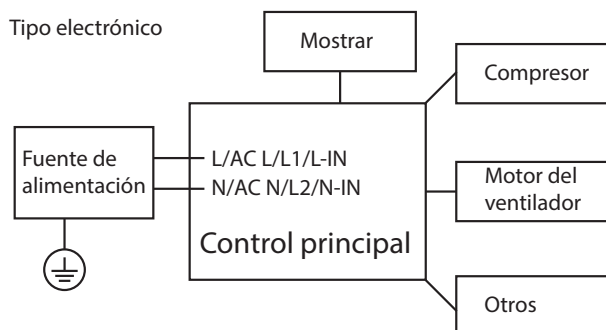 Tipo electrónico
Mostrar
Compresor
Fuente de
alimentación
L/AC L/L1/L-IN
N/AC N/L2/N-IN
Control principal
Motor del
ventilador
Otros